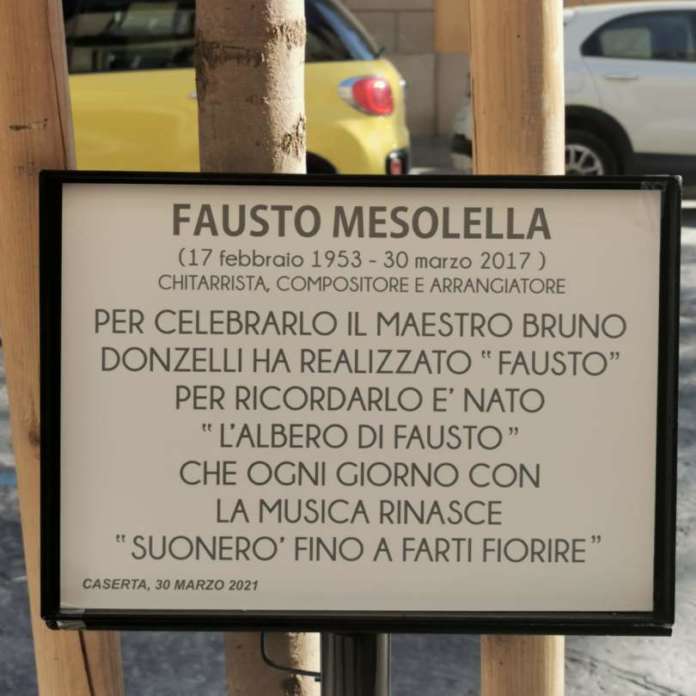 FAUSTO MESOLELLA
(17 febbraio 1953 - 30 marzo 2017 )
CHITARRISTA, COMPOSITORE E ARRANGIATORE
PER CELEBRARLO IL MAESTRO BRUNO
DONZELLI HA REALIZZATO “ FAUSTO”
PER RICORDARLO E’ NATO
“ L’ALBERO DI FAUSTO ”
CHE OGNI GIORNO CON
LA MUSICA RINASCE
“ SUONERO’ FINO A FARTI FIORIRE ”
CASERTA, 30 MARZO 2021